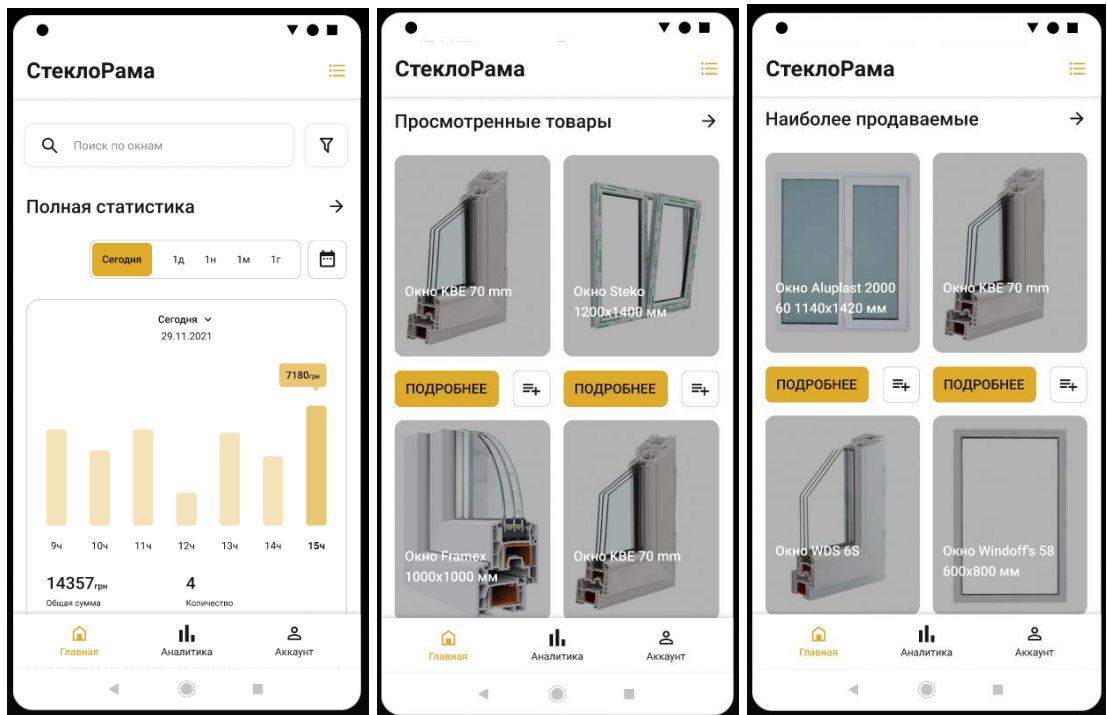 СтеклоРама
Поиск по окнам
Полная статистика
Сегодня 1д 1н 1м 1г
Сегодня
29.11.2021
7180грн
9ч 10ч 11ч 12ч 13ч 14ч 15ч
14357грн 4
Общая сумма Количество
Главная Аналитика Аккаунт
СтеклоРама
Просмотренные товары
Окно KBE 70 mm
Окно Steko
1200x1400 мм
ПОДРОБНЕЕ ПОДРОБНЕЕ
Окно Framex
1000x1000 мм
Окно KBE 70 mm
Главная Аналитика Аккаунт
СтеклоРама
Наиболее продаваемые
Окно Aluplast 2000
60 1140x1420 мм
Окно KBE 70 mm
ПОДРОБНЕЕ ПОДРОБНЕЕ
Окно WDS 6S
Окно Windoff's 58
600x800 мм
Главная Аналитика Аккаунт